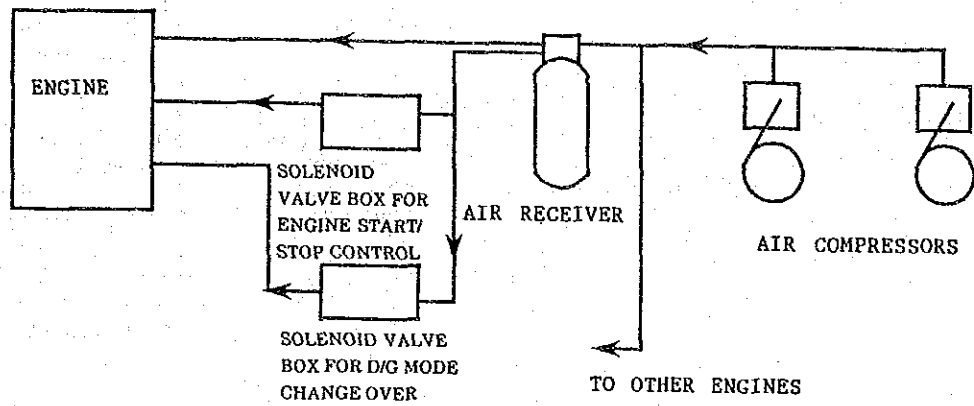 ENGINE
SOLENOID
VALVE BOX FOR
ENGINE START/
STOP CONTROL
AIR RECEIVER
AIR COMPRESSORS
SOLENOID VALVE
BOX FOR D/G MODE
CHANGE OVER
TO OTHER ENGINES